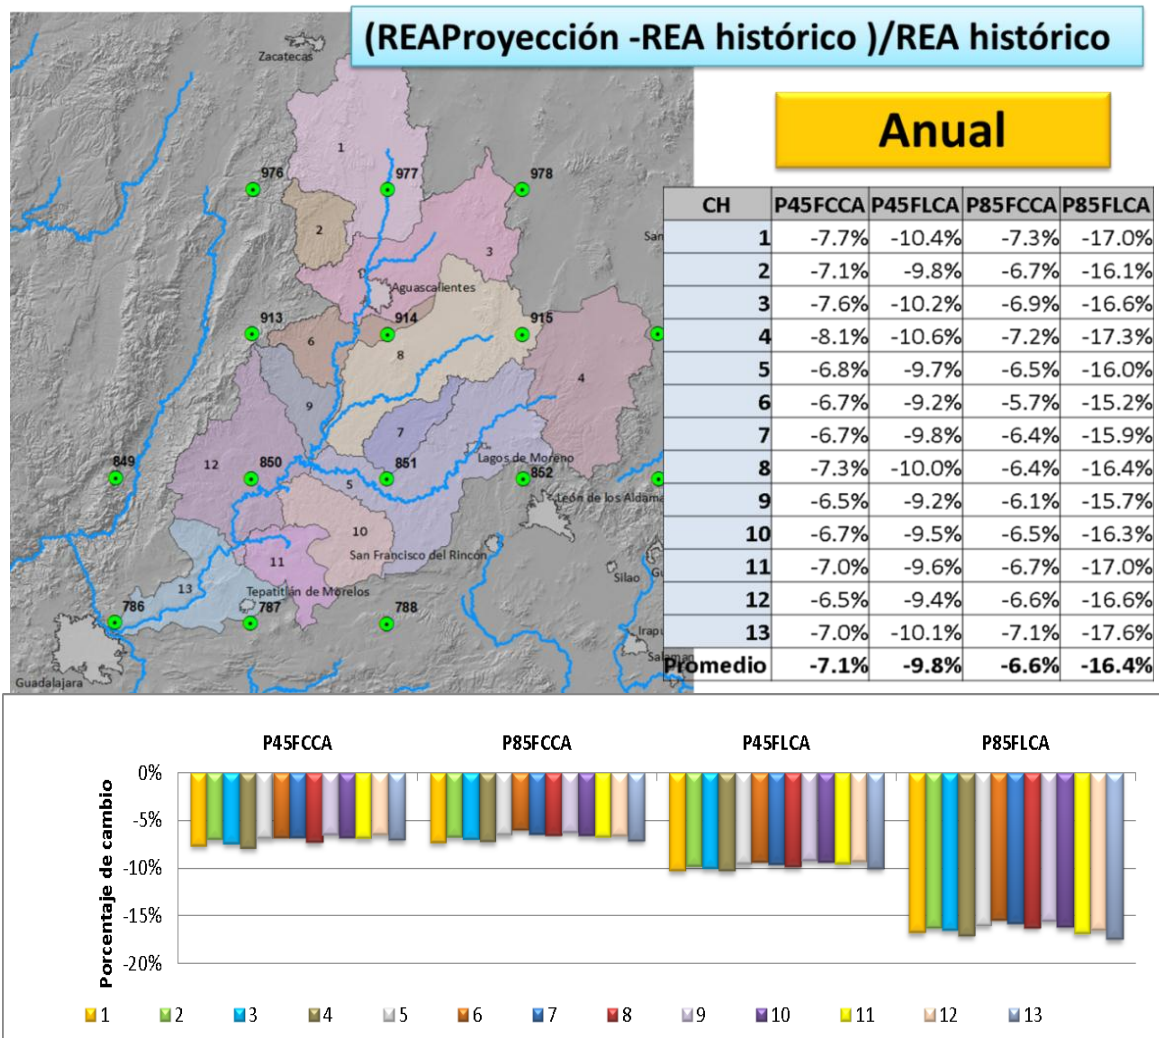 (REAProyección -REA histórico )/REA histórico
Anual
Zacatecas
1
976
977
978
2
3
San
Aguascalientes
913
914
915
6
8
4
9
7
Lagos de Moreno
849
12
850
851
852
5
León de los Aldama
10
San Francisco del Rincón
11
Silao
Gu
13
Tepatitlán de Morelos
786
787
788
Irapu
Salaman
Guadalajara
CH P45FCCA P45FLCA P85FCCA P85FLCA
1 -7.7% -10.4% -7.3% -17.0%
2 -7.1% -9.8% -6.7% -16.1%
3 -7.6% -10.2% -6.9% -16.6%
4 -8.1% -10.6% -7.2% -17.3%
5 -6.8% -9.7% -6.5% -16.0%
6 -6.7% -9.2% -5.7% -15.2%
7 -6.7% -9.8% -6.4% -15.9%
8 -7.3% -10.0% -6.4% -16.4%
9 -6.5% -9.2% -6.1% -15.7%
10 -6.7% -9.5% -6.5% -16.3%
11 -7.0% -9.6% -6.7% -17.0%
12 -6.5% -9.4% -6.6% -16.6%
13 -7.0% -10.1% -7.1% -17.6%
Promedio -7.1% -9.8% -6.6% -16.4%
P45FCCA P85FCCA P45FLCA P85FLCA
Porcentaje de cambio
0%
-5%
-10%
-15%
-20%
1 2 3 4 5 6 7 8 9 10 11 12 13